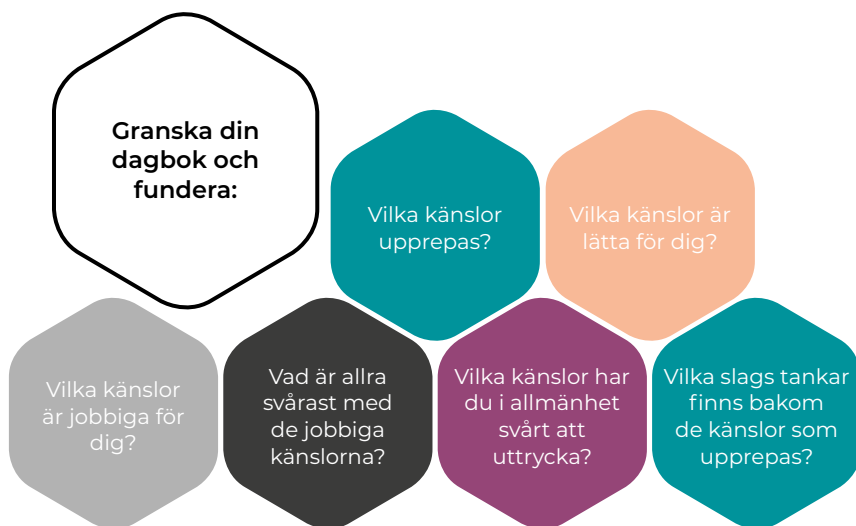 Granska din
dagbok och
fundera:
Vilka känslor
upprepas?
Vilka känslor är
lätta för dig?
Vilka känslor
är jobbiga för
dig?
Vad är allra
svårast med
de jobbiga
känslorna?
Vilka känslor har
du i allmänhet
svårt att
uttrycka?
Vilka slags tankar
finns bakom
de känslor som
upprepas?